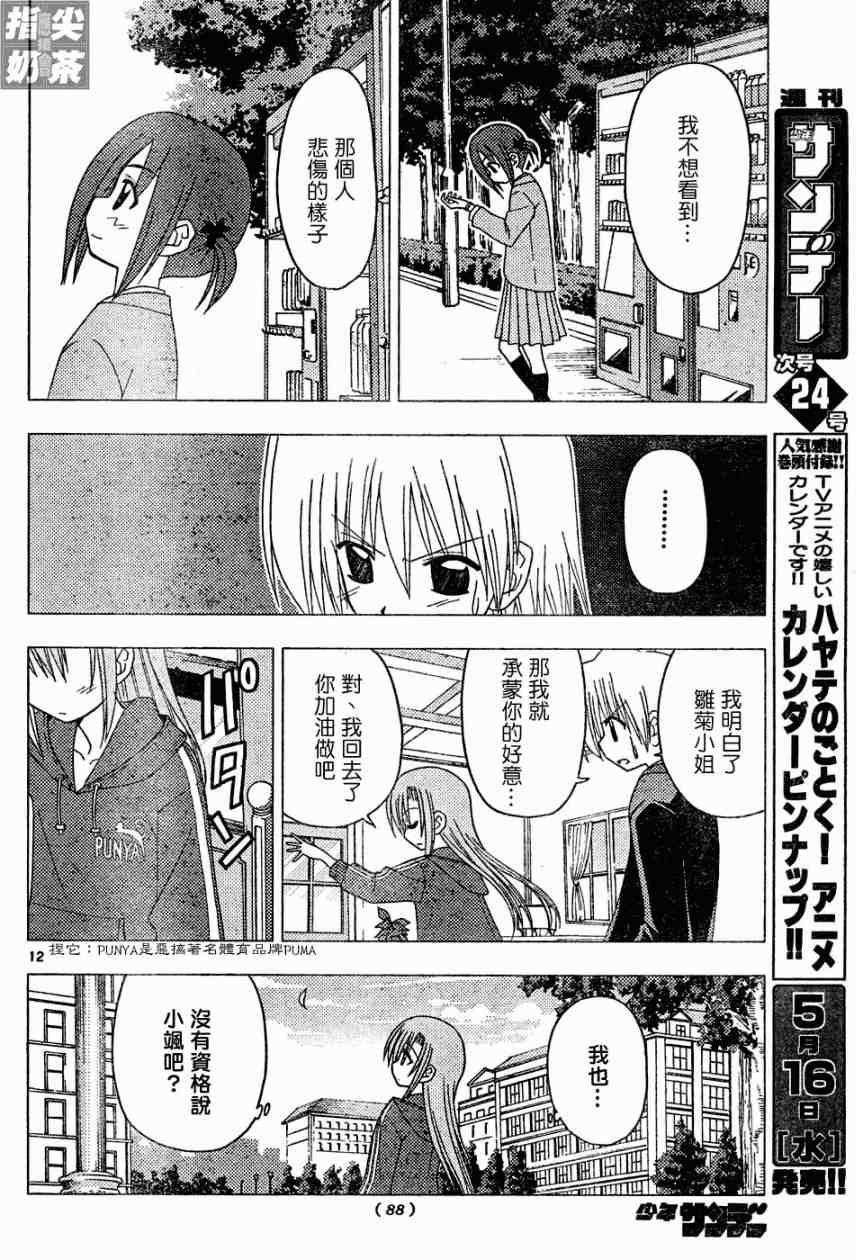 指尖
奶茶
我不想看到…
那個人
悲傷的樣子
………
我明白了
雛菊小姐
那我就
承蒙你的好意…
對、我回去了
你加油做吧
パタン
PUNYA
12
捏它：PUNYA是惡搞著名體育品牌PUMA
我也…
沒有資格說
小颯吧？
(88)
少年サンデー
週刊
少年
サンデー
次号
24
号
人気感謝
巻頭付録!!
TVアニメの嬉しい
カレンダーです!!
ハヤテのごとく！アニメ
カレンダーピンナップ!!
5月16日[水]
発売!!